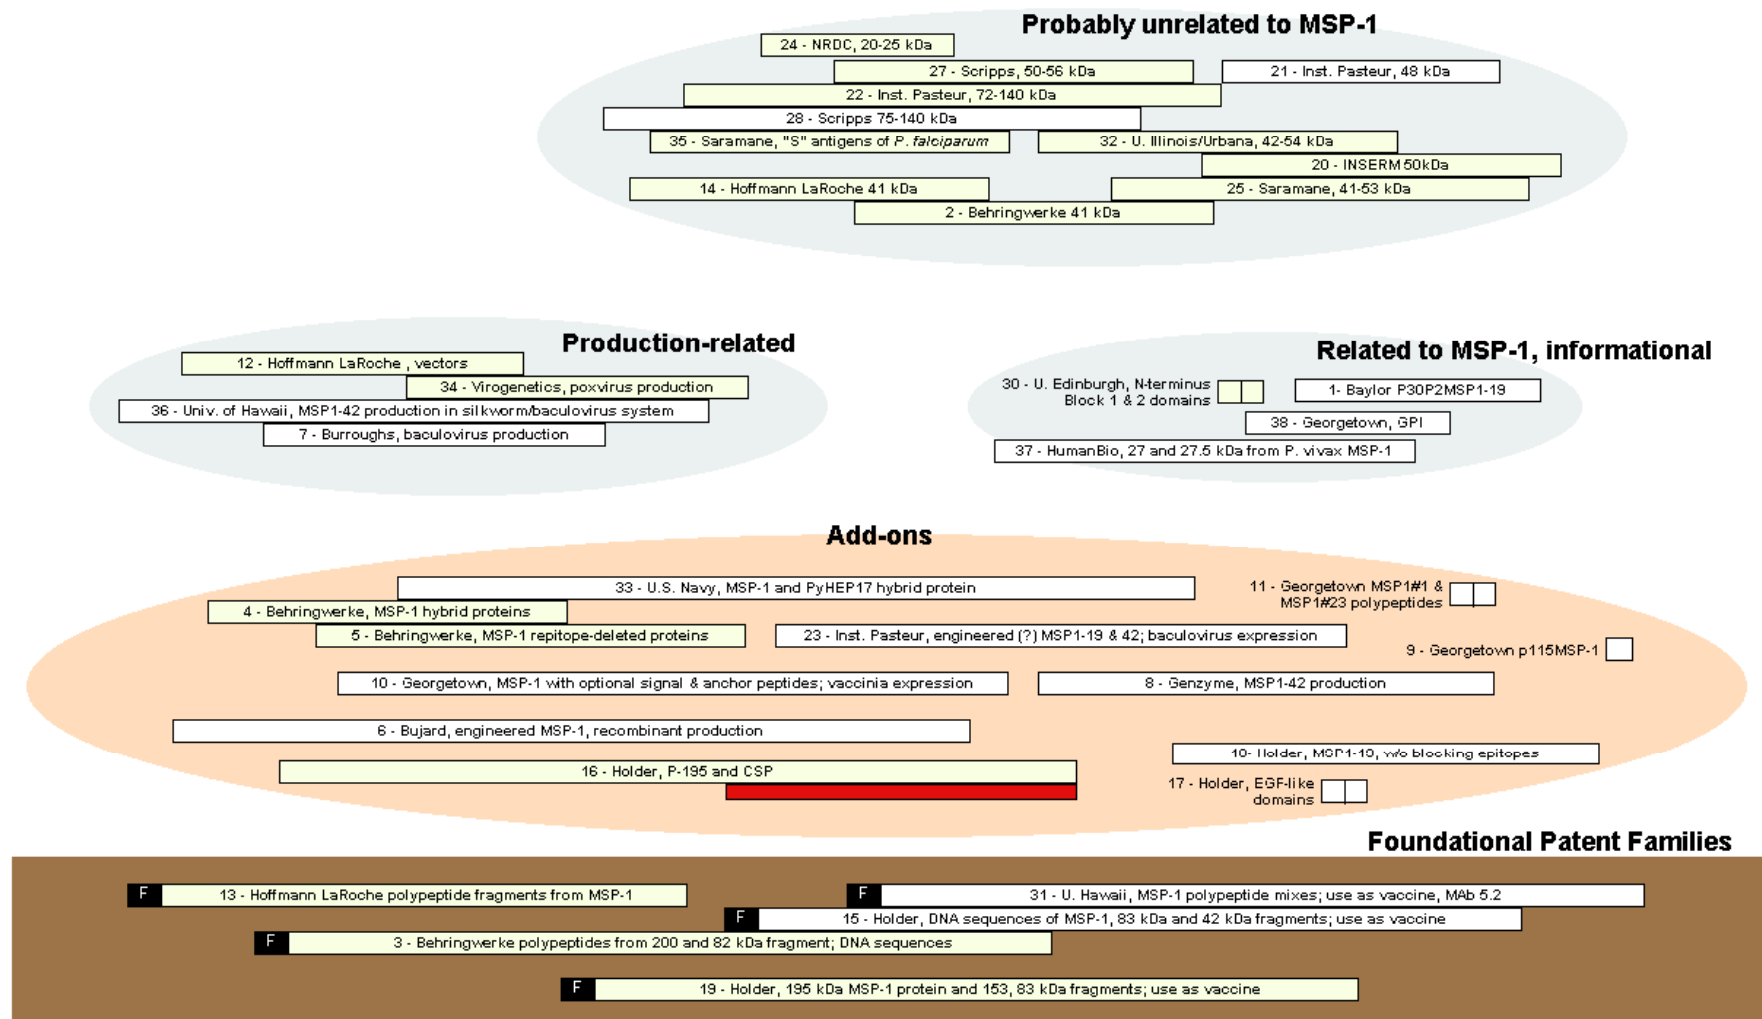 Probably unrelated to MSP-1
24 - NRDC, 20-25 kDa
27 - Scripps, 50-56 kDa
21 - Inst. Pasteur, 48 kDa
22 - Inst. Pasteur, 72-140 kDa
28 - Scripps 75-140 kDa
35 - Saramane, "S" antigens of P. falciparum
32 - U. Illinois/Urbana, 42-54 kDa
20 - INSERM 50kDa
14 - Hoffmann LaRoche 41 kDa
25 - Saramane, 41-53 kDa
2 - Behringwerke 41 kDa
Production-related
12 - Hoffmann LaRoche , vectors
34 - Virogenetics, poxvirus production
36 - Univ. of Hawaii, MSP1-42 production in silkworm/baculovirus system
7 - Burroughs, baculovirus production
Related to MSP-1, informational
30 - U. Edinburgh, N-terminus
Block 1 & 2 domains
1- Baylor P30P2MSP1-19
38 - Georgetown, GPI
37 - HumanBio, 27 and 27.5 kDa from P. vivax MSP-1
Add-ons
33 - U.S. Navy, MSP-1 and PyHEP17 hybrid protein
11 - Georgetown MSP1#1 &
MSP1#23 polypeptides
4 - Behringwerke, MSP-1 hybrid proteins
5 - Behringwerke, MSP-1 repitope-deleted proteins
23 - Inst. Pasteur, engineered (?) MSP1-19 & 42; baculovirus expression
9 - Georgetown p115MSP-1
10 - Georgetown, MSP-1 with optional signal & anchor peptides; vaccinia expression
8 - Genzyme, MSP1-42 production
6 - Bujard, engineered MSP-1, recombinant production
Holder, MSP1-19, w/o blocking epitopes
16 - Holder, P-195 and CSP
17 - Holder, EGF-like
domains
Foundational Patent Families
F 13 - Hoffmann LaRoche polypeptide fragments from MSP-1
F 31 - U. Hawaii, MSP-1 polypeptide mixes; use as vaccine, MAb 5.2
F 15 - Holder, DNA sequences of MSP-1, 83 kDa and 42 kDa fragments; use as vaccine
F 3 - Behringwerke polypeptides from 200 and 82 kDa fragment; DNA sequences
F 19 - Holder, 195 kDa MSP-1 protein and 153, 83 kDa fragments; use as vaccine